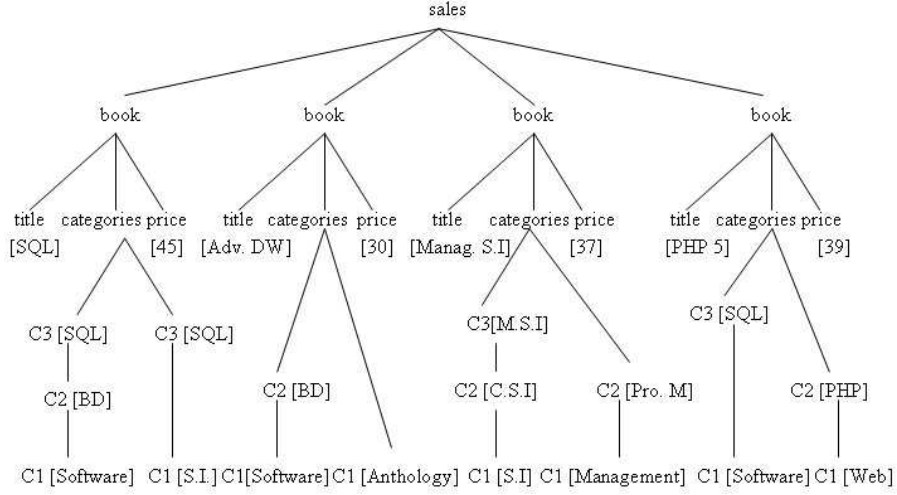 sales
book book book book
title categories price title categories price title categories price title categories price
[SQL] [45] [Adv. DW] [30] [Manag. S.I] [37] [PHP 5] [39]
C3 [SQL] C3 [SQL] C3[M.S.I] C3 [SQL]
C2 [BD] C2 [BD] C2 [C.S.I] C2 [Pro. M] C2 [PHP]
C1 [Software] C1 [S.I.] C1[Software] C1 [Anthology] C1 [S.I] C1 [Management] C1 [Software] C1 [Web]